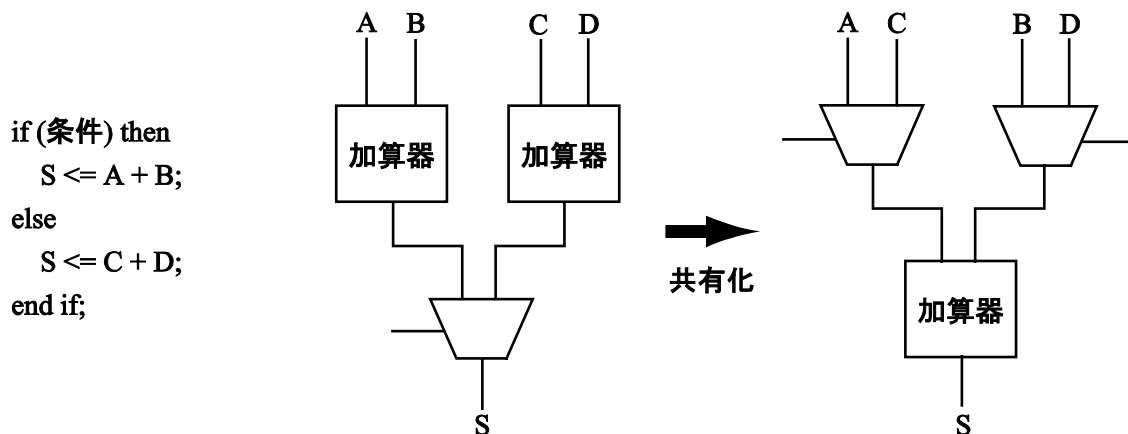 if (条件) then
S <= A + B;
else
S <= C + D;
end if;
A B C D
加算器 加算器
S
共有化
A C B D
加算器
S